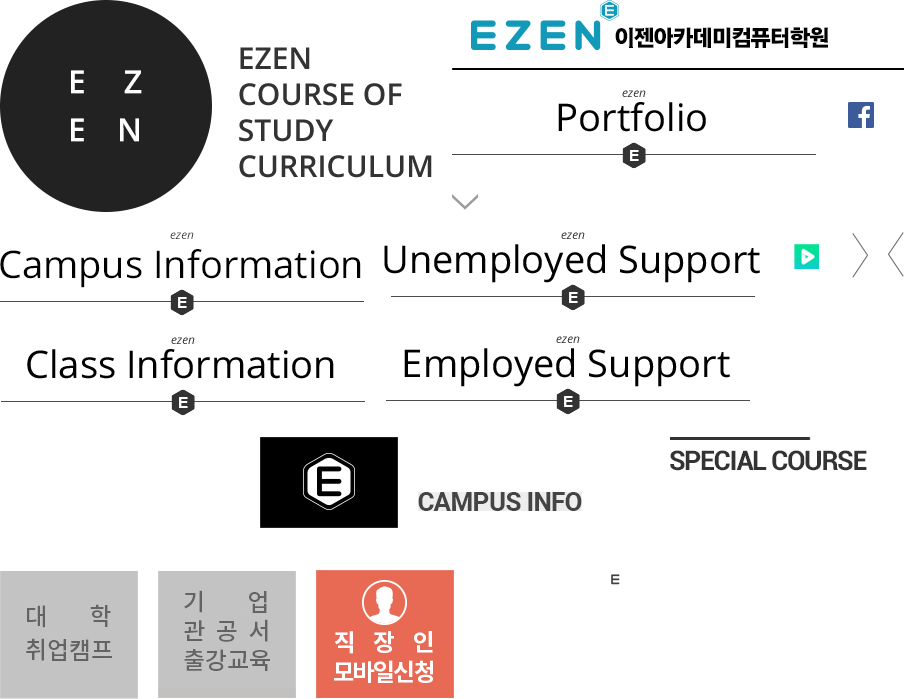 E Z
E N
EZEN
COURSE OF
STUDY
CURRICULUM
EZEN E 이젠아카데미컴퓨터학원
ezen
Portfolio
E
ezen
Campus Information
E
ezen
Unemployed Support
E
ezen
Class Information
E
ezen
Employed Support
E
SPECIAL COURSE
E
CAMPUS INFO
대 학
취업캠프
기 업
관 공 서
출강교육
직 장 인
모바일신청
E